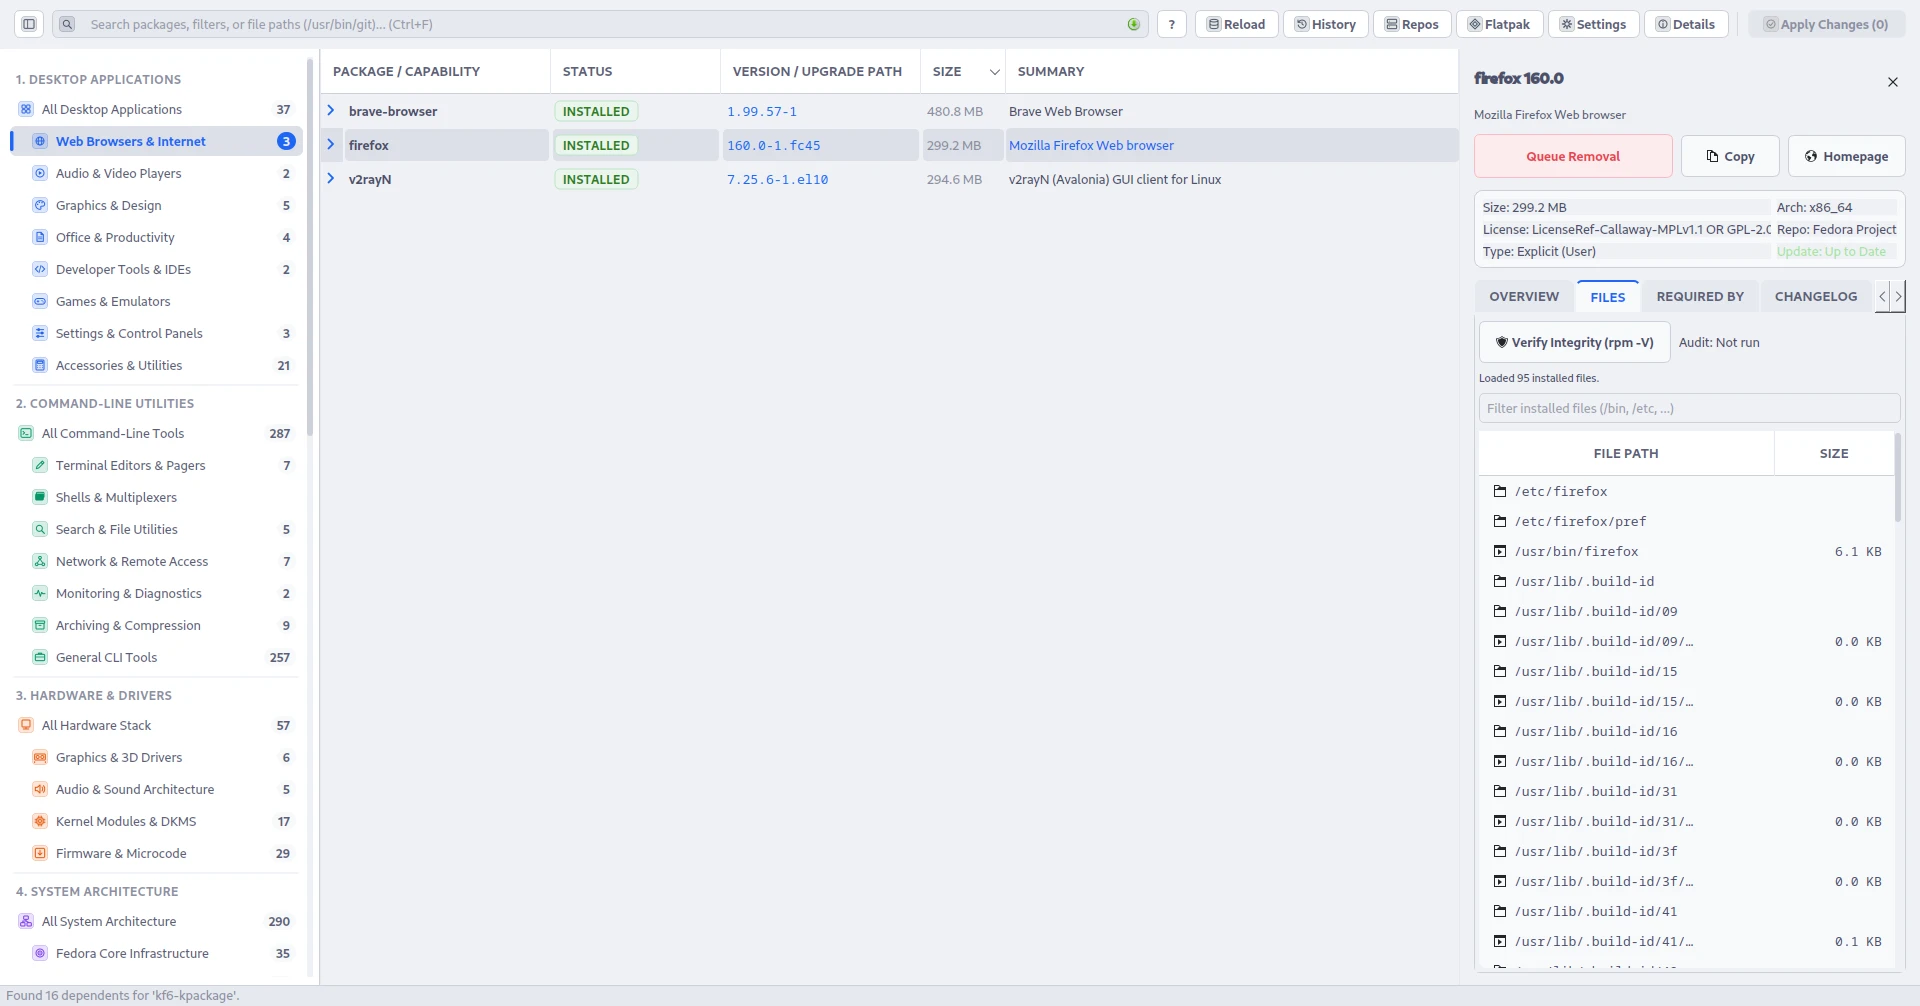 Search packages, filters, or file paths (/usr/bin/git)... (Ctrl+F)
?
Reload
History
Repos
Flatpak
Settings
Details
Apply Changes (0)
1. DESKTOP APPLICATIONS
All Desktop Applications 37
Web Browsers & Internet 3
Audio & Video Players 2
Graphics & Design 5
Office & Productivity 4
Developer Tools & IDEs 2
Games & Emulators
Settings & Control Panels 3
Accessories & Utilities 21
2. COMMAND-LINE UTILITIES
All Command-Line Tools 287
Terminal Editors & Pagers 7
Shells & Multiplexers
Search & File Utilities 5
Network & Remote Access 7
Monitoring & Diagnostics 2
Archiving & Compression 9
General CLI Tools 257
3. HARDWARE & DRIVERS
All Hardware Stack 57
Graphics & 3D Drivers 6
Audio & Sound Architecture 5
Kernel Modules & DKMS 17
Firmware & Microcode 29
4. SYSTEM ARCHITECTURE
All System Architecture 290
Fedora Core Infrastructure 35
PACKAGE / CAPABILITY STATUS VERSION / UPGRADE PATH SIZE SUMMARY
brave-browser INSTALLED 1.99.57-1 480.8 MB Brave Web Browser
firefox INSTALLED 160.0-1.fc45 299.2 MB Mozilla Firefox Web browser
v2rayN INSTALLED 7.25.6-1.el10 294.6 MB v2rayN (Avalonia) GUI client for Linux
firefox 160.0
Mozilla Firefox Web browser
Queue Removal Copy Homepage
Size: 299.2 MB Arch: x86_64
License: LicenseRef-Callaway-MPLv1.1 OR GPL-2.0 Repo: Fedora Project
Type: Explicit (User) Update: Up to Date
OVERVIEW FILES REQUIRED BY CHANGELOG
Verify Integrity (rpm -V) Audit: Not run
Loaded 95 installed files.
Filter installed files (/bin, /etc, ...)
FILE PATH SIZE
/etc/firefox
/etc/firefox/pref
/usr/bin/firefox 6.1 KB
/usr/lib/.build-id
/usr/lib/.build-id/09
/usr/lib/.build-id/09/… 0.0 KB
/usr/lib/.build-id/15
/usr/lib/.build-id/15/… 0.0 KB
/usr/lib/.build-id/16
/usr/lib/.build-id/16/… 0.0 KB
/usr/lib/.build-id/31
/usr/lib/.build-id/31/… 0.0 KB
/usr/lib/.build-id/3f
/usr/lib/.build-id/3f/… 0.0 KB
/usr/lib/.build-id/41
/usr/lib/.build-id/41/… 0.1 KB
Found 16 dependents for 'kf6-kpackage'.